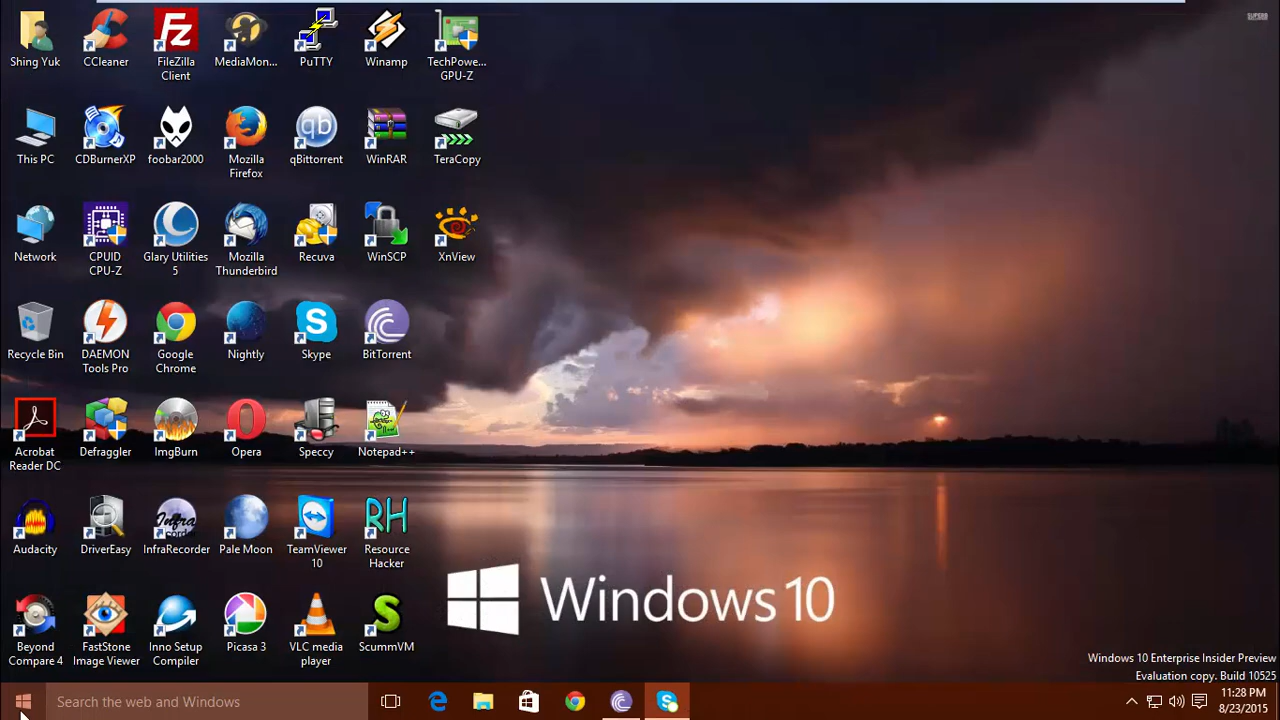 Shing Yuk
CCleaner
FileZilla
Client
MediaMon...
PuTTY
Winamp
TechPowe...
GPU-Z
This PC
CDBurnerXP
foobar2000
Mozilla
Firefox
qb
qBittorrent
WinRAR
TeraCopy
Network
CPUID
CPU-Z
Glary Utilities
5
Mozilla
Thunderbird
Recuva
WinSCP
XnView
Recycle Bin
DAEMON
Tools Pro
Google
Chrome
Nightly
Skype
BitTorrent
Acrobat
Reader DC
Defraggler
ImgBurn
Opera
Speccy
Notepad++
Audacity
DriverEasy
Infra
InfraRecorder
Pale Moon
TeamViewer
10
RH
Resource
Hacker
Beyond
Compare 4
FastStone
Image Viewer
Inno Setup
Compiler
Picasa 3
VLC media
player
ScummVM
Windows 10
Windows 10 Enterprise Insider Preview
Evaluation copy. Build 10525
Search the web and Windows
11:28 PM
8/23/2015